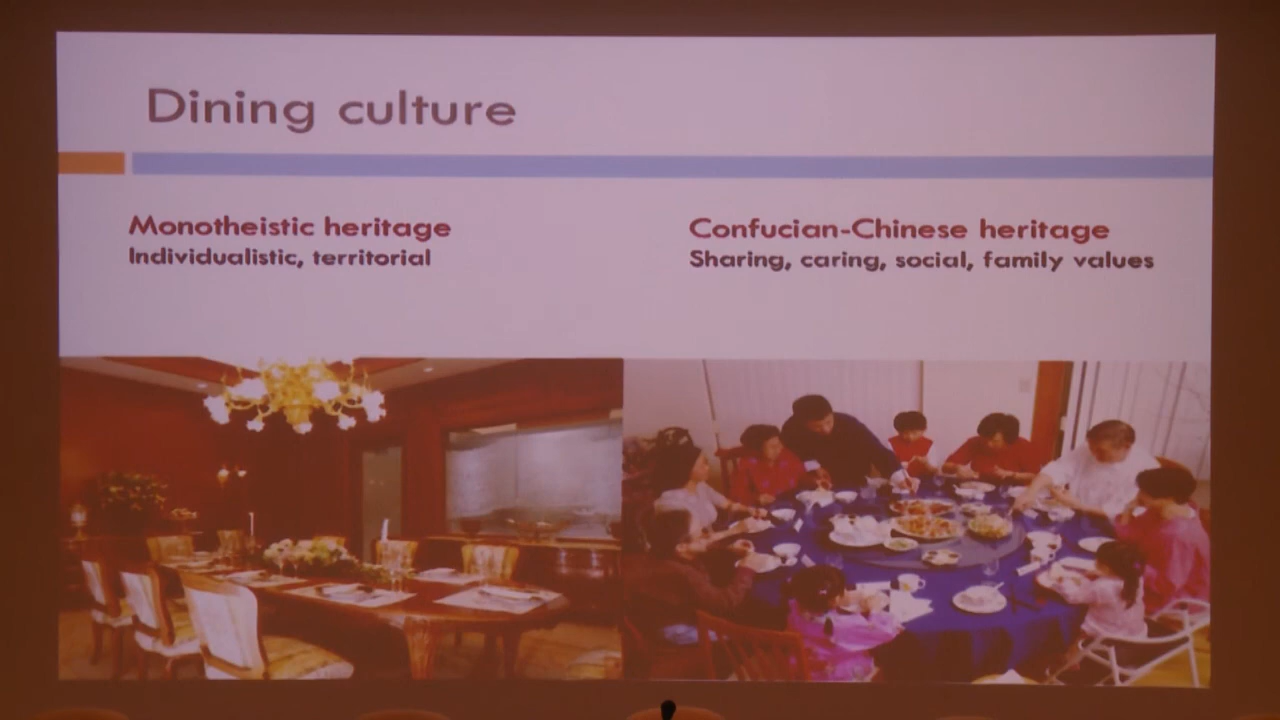 Dining culture
Monotheistic heritage
Individualistic, territorial
Confucian-Chinese heritage
Sharing, caring, social, family values